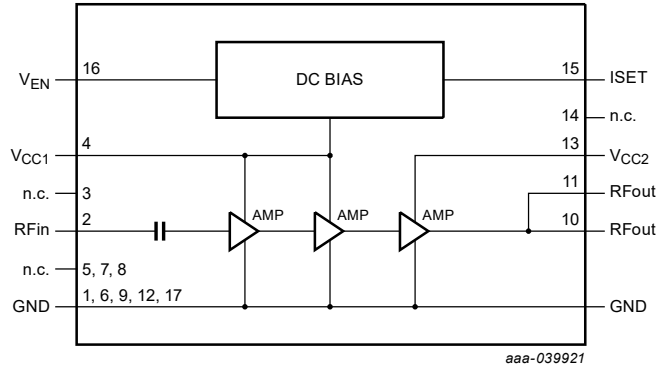 16
V_EN
DC BIAS
15
ISET
14
n.c.
4
V_CC1
13
V_CC2
3
n.c.
11
RFout
2
RFin
AMP
AMP
AMP
10
RFout
n.c.
5, 7, 8
GND
1, 6, 9, 12, 17
GND
aaa-039921